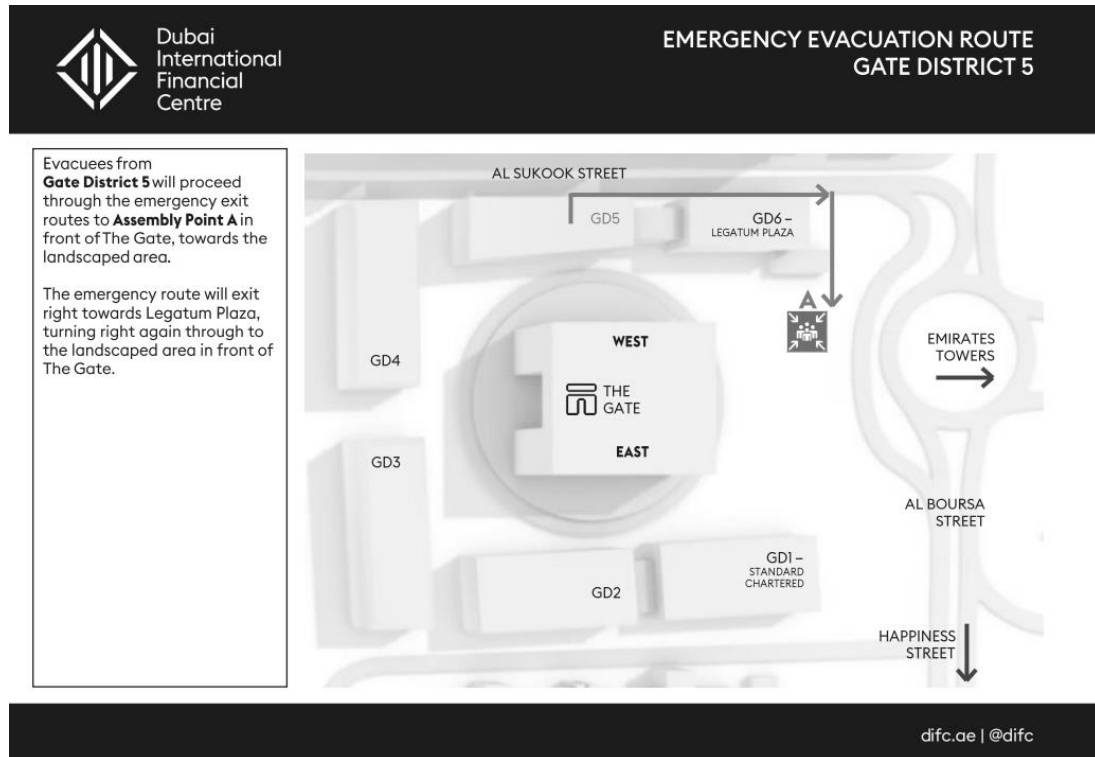 Dubai
International
Financial
Centre
EMERGENCY EVACUATION ROUTE
GATE DISTRICT 5
Evacuees from
Gate District 5 will proceed
through the emergency exit
routes to Assembly Point A in
front of The Gate, towards the
landscaped area.
The emergency route will exit
right towards Legatum Plaza,
turning right again through to
the landscaped area in front of
The Gate.
AL SUKOOK STREET
GD5
GD6 –
LEGATUM PLAZA
A
WEST
EMIRATES
TOWERS
GD4
THE
GATE
EAST
GD3
AL BOURSA
STREET
GD1 –
STANDARD
CHARTERED
GD2
HAPPINESS
STREET
difc.ae | @difc